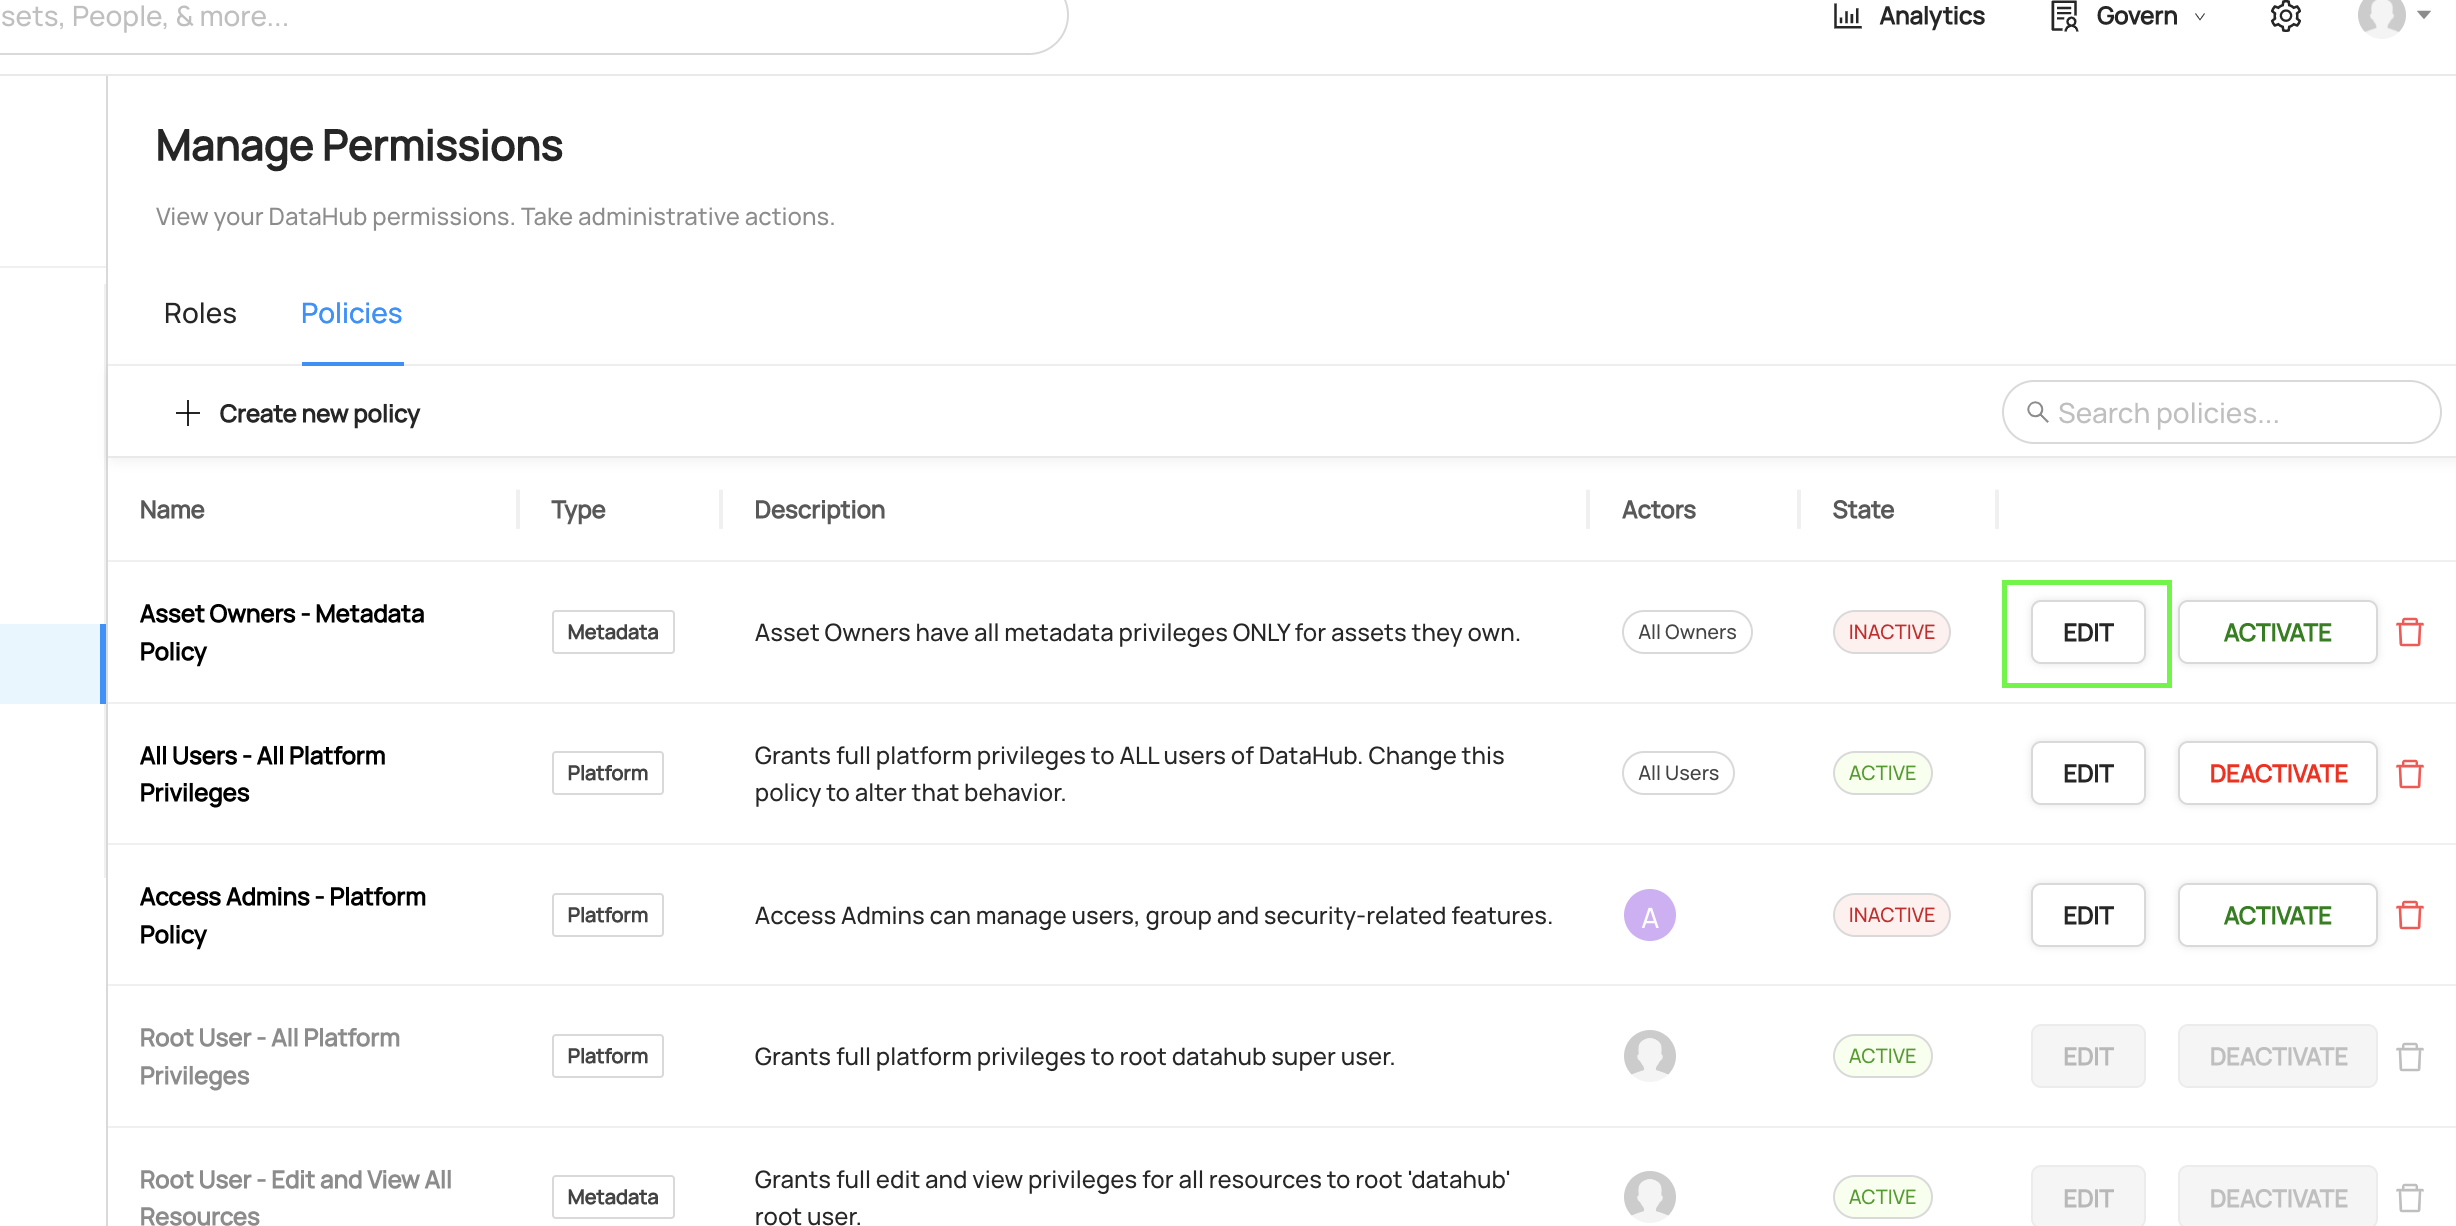 sets, People, & more...
Analytics
Govern
Manage Permissions
View your DataHub permissions. Take administrative actions.
Roles
Policies
Create new policy
Search policies...
Name
Type
Description
Actors
State
Asset Owners - Metadata
Policy
Metadata
Asset Owners have all metadata privileges ONLY for assets they own.
All Owners
INACTIVE
EDIT
ACTIVATE
All Users - All Platform
Privileges
Platform
Grants full platform privileges to ALL users of DataHub. Change this
policy to alter that behavior.
All Users
ACTIVE
EDIT
DEACTIVATE
Access Admins - Platform
Policy
Platform
Access Admins can manage users, group and security-related features.
A
INACTIVE
EDIT
ACTIVATE
Root User - All Platform
Privileges
Platform
Grants full platform privileges to root datahub super user.
ACTIVE
EDIT
DEACTIVATE
Root User - Edit and View All
Resources
Metadata
Grants full edit and view privileges for all resources to root 'datahub'
root user.
ACTIVE
EDIT
DEACTIVATE